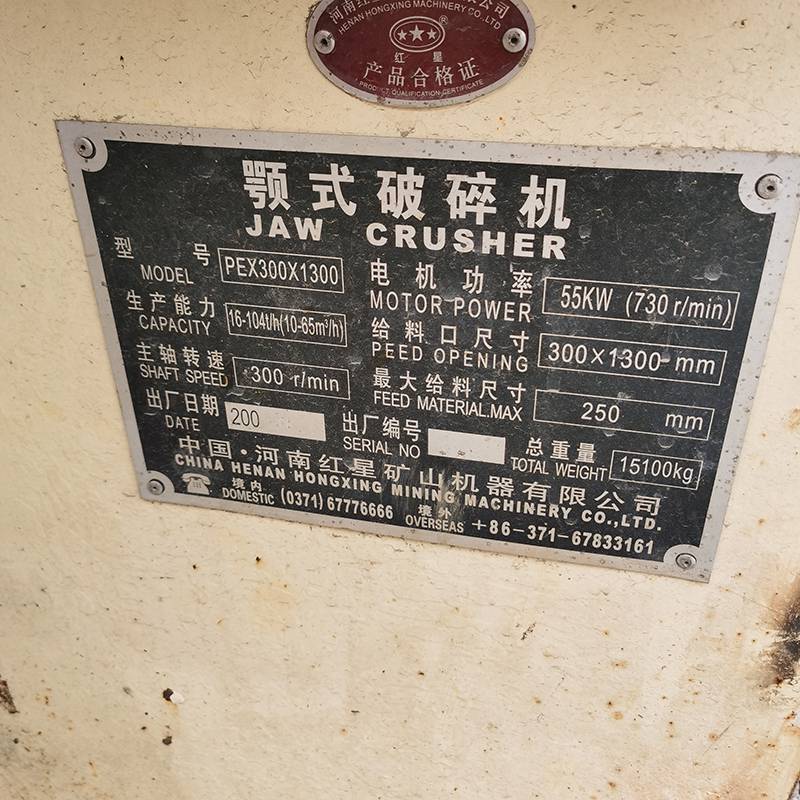 HENAN HONGXING MACHINERY CO.,LTD
®
红 星
产品合格证
PRODUCT QUALIFICATION CERTIFICATE
颚式破碎机
JAW CRUSHER
型 号 PEX300X1300
MODEL
电机功率 55KW (730 r/min)
MOTOR POWER
生产能力 16-104t/h(10-65m³/h)
CAPACITY
给料口尺寸 300×1300 mm
PEED OPENING
主轴转速 300 r/min
SHAFT SPEED
最大给料尺寸 250 mm
FEED MATERIAL.MAX
出厂日期 200
DATE
出厂编号
SERIAL NO
总重量 15100kg
TOTAL WEIGHT
中国·河南红星矿山机器有限公司
CHINA HENAN HONGXING MINING MACHINERY CO.,LTD.
境内 (0371) 67776666 境外 +86-371-67833161
DOMESTIC OVERSEAS